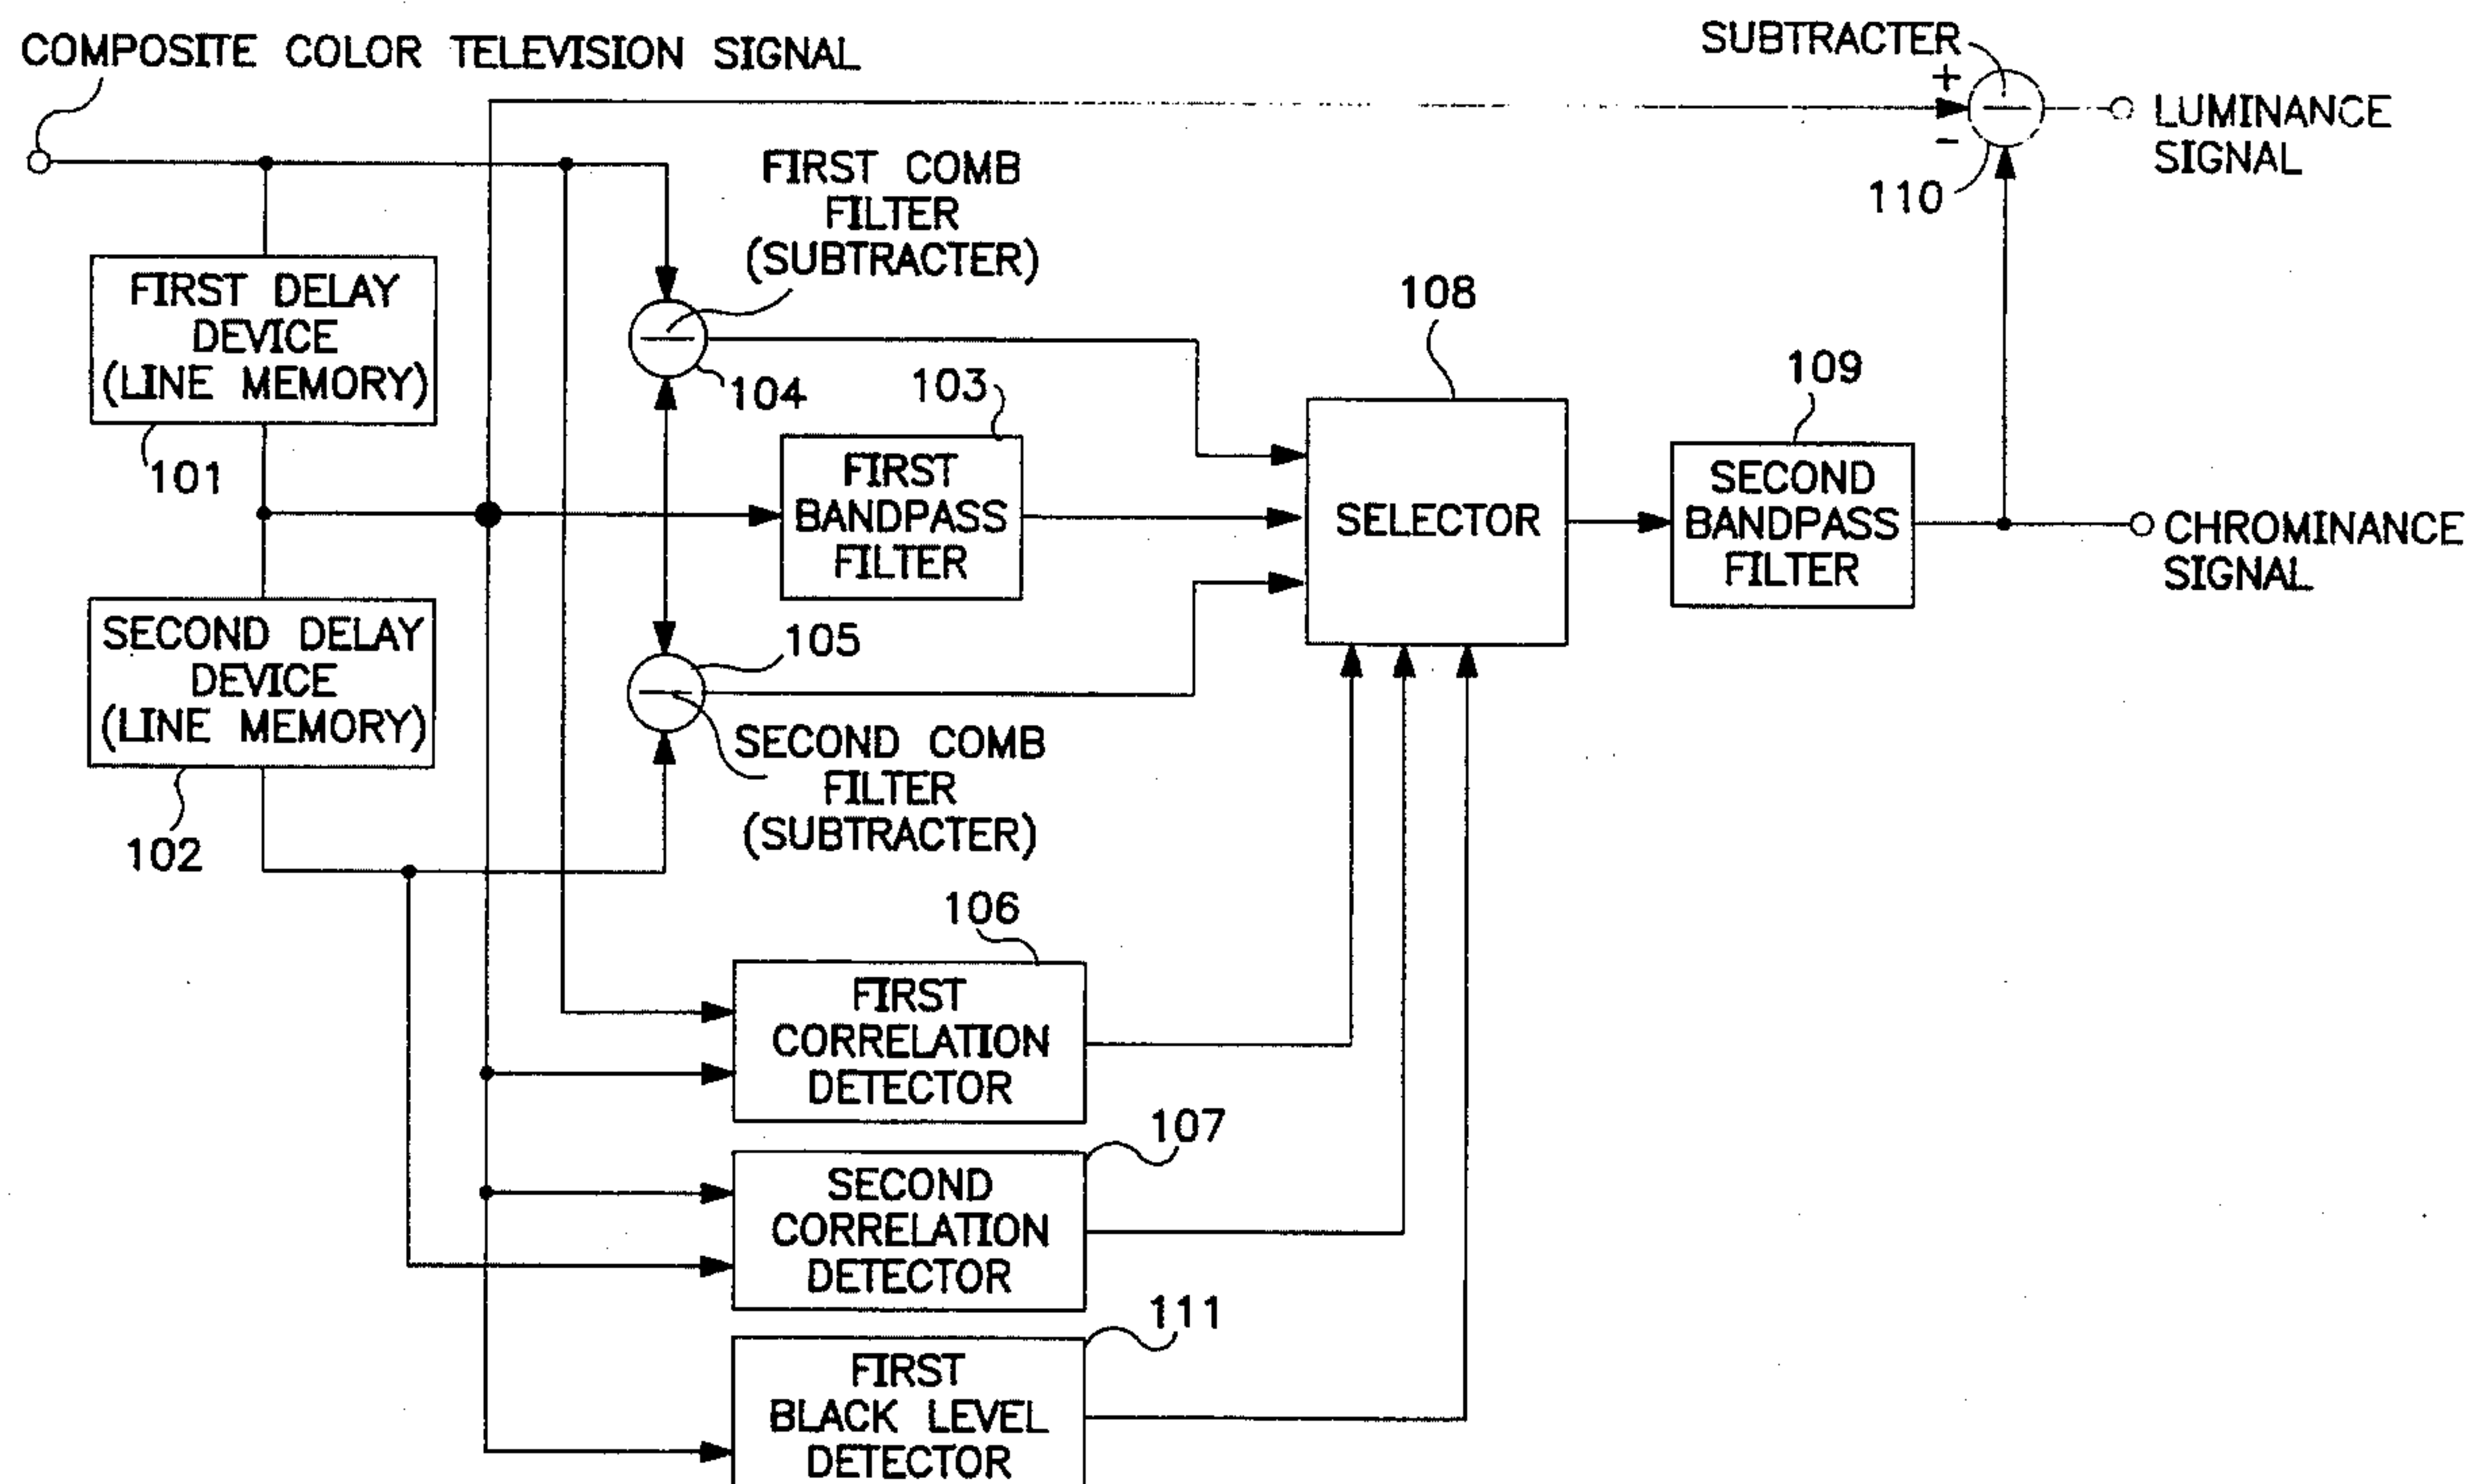 COMPOSITE COLOR TELEVISION SIGNAL
SUBTRACTER
+
-
110
LUMINANCE
SIGNAL
FIRST COMB
FILTER
(SUBTRACTER)
104
FIRST DELAY
DEVICE
(LINE MEMORY)
101
103
FIRST
BANDPASS
FILTER
108
SELECTOR
109
SECOND
BANDPASS
FILTER
CHROMINANCE
SIGNAL
SECOND DELAY
DEVICE
(LINE MEMORY)
102
105
SECOND COMB
FILTER
(SUBTRACTER)
106
FIRST
CORRELATION
DETECTOR
107
SECOND
CORRELATION
DETECTOR
111
FIRST
BLACK LEVEL
DETECTOR